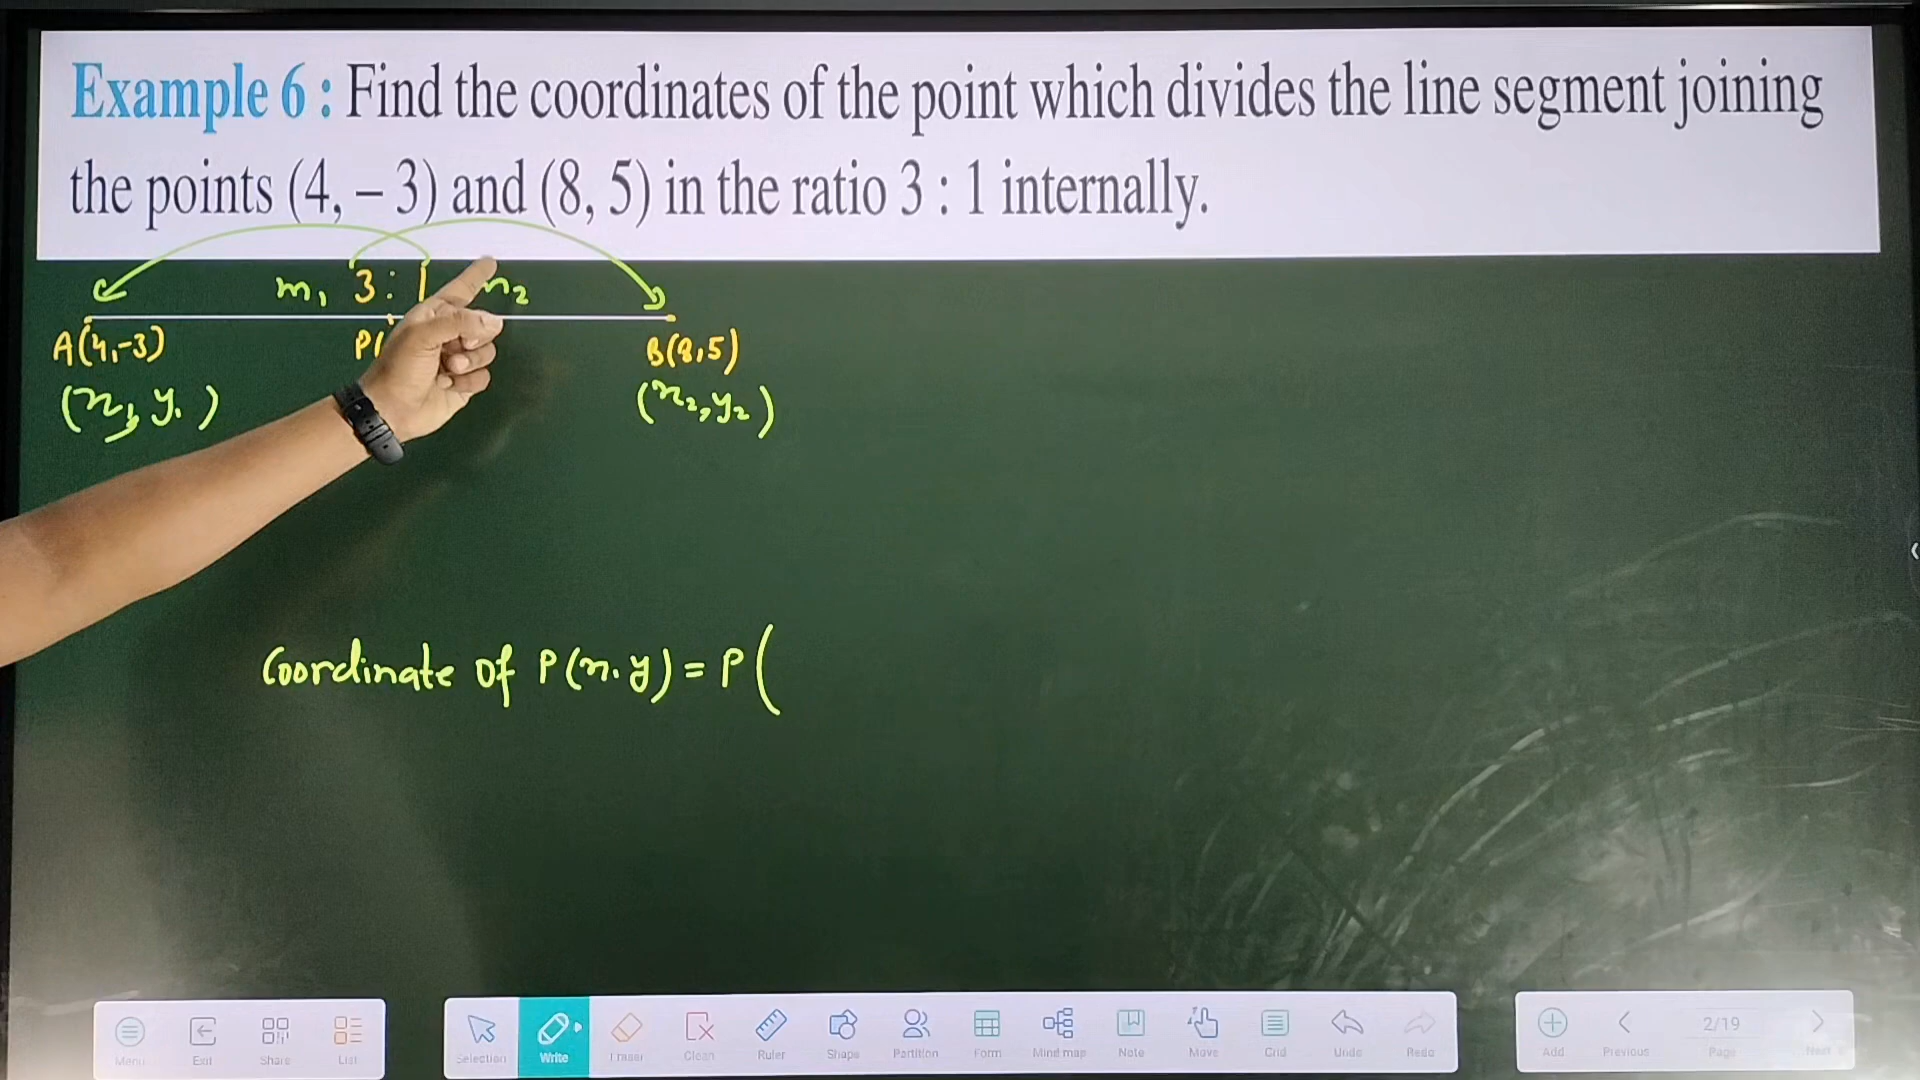 Example 6 : Find the coordinates of the point which divides the line segment joining
the points (4, – 3) and (8, 5) in the ratio 3 : 1 internally.
m₁ 3 : 1 m₂
A(4,-3) P( B(8,5)
(x₁, y₁) (x₂, y₂)
Coordinate of P(x.y) = P(
Menu Exit Share List Selection Write Eraser Clean Ruler Shape Partition Form Mind map Note Move Grid Undo Redo Add Previous 2/19 Page Next